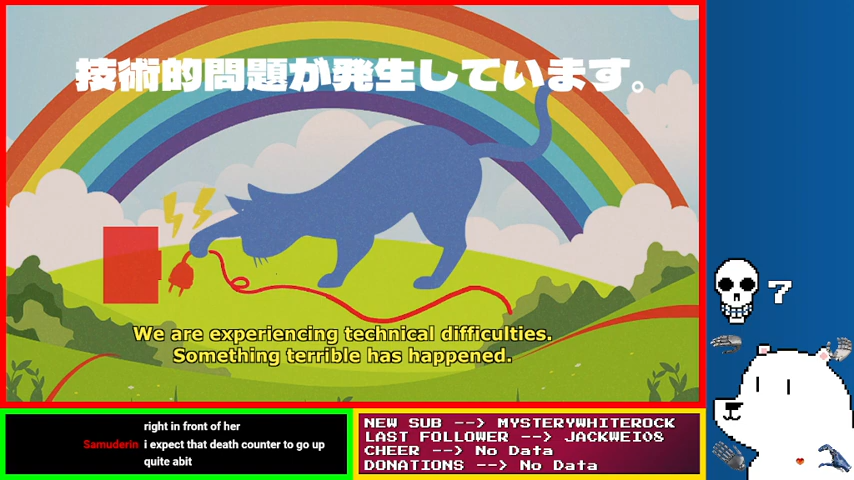 技術的問題が発生しています。
We are experiencing technical difficulties.
Something terrible has happened.
7
right in front of her
Samuderin i expect that death counter to go up
quite abit
NEW SUB --> MYSTERYWHITEROCK
LAST FOLLOWER --> JACKWEI08
CHEER --> No Data
DONATIONS --> No Data